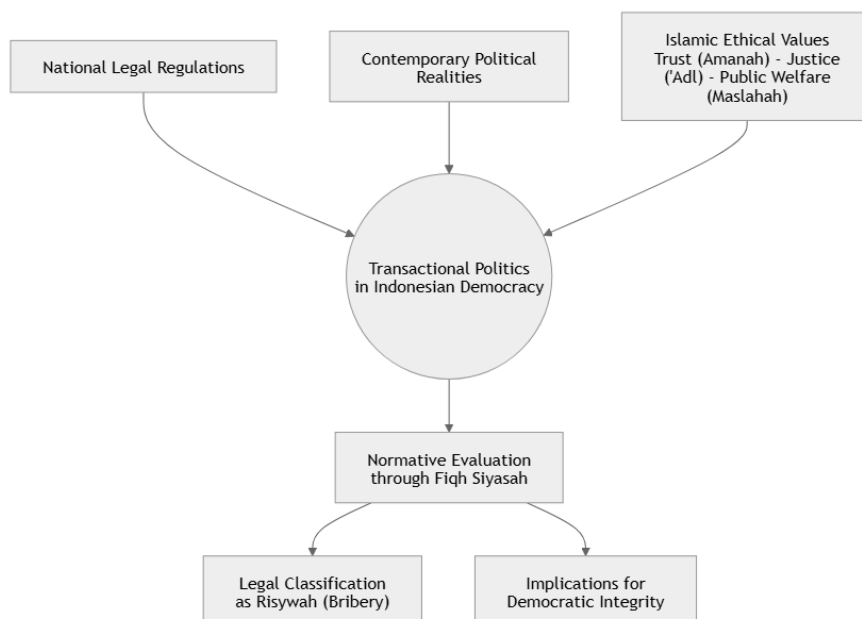 National Legal Regulations
Contemporary Political
Realities
Islamic Ethical Values
Trust (Amanah) - Justice
('Adl) - Public Welfare
(Maslahah)
Transactional Politics
in Indonesian Democracy
Normative Evaluation
through Fiqh Siyasah
Legal Classification
as Risywah (Bribery)
Implications for
Democratic Integrity